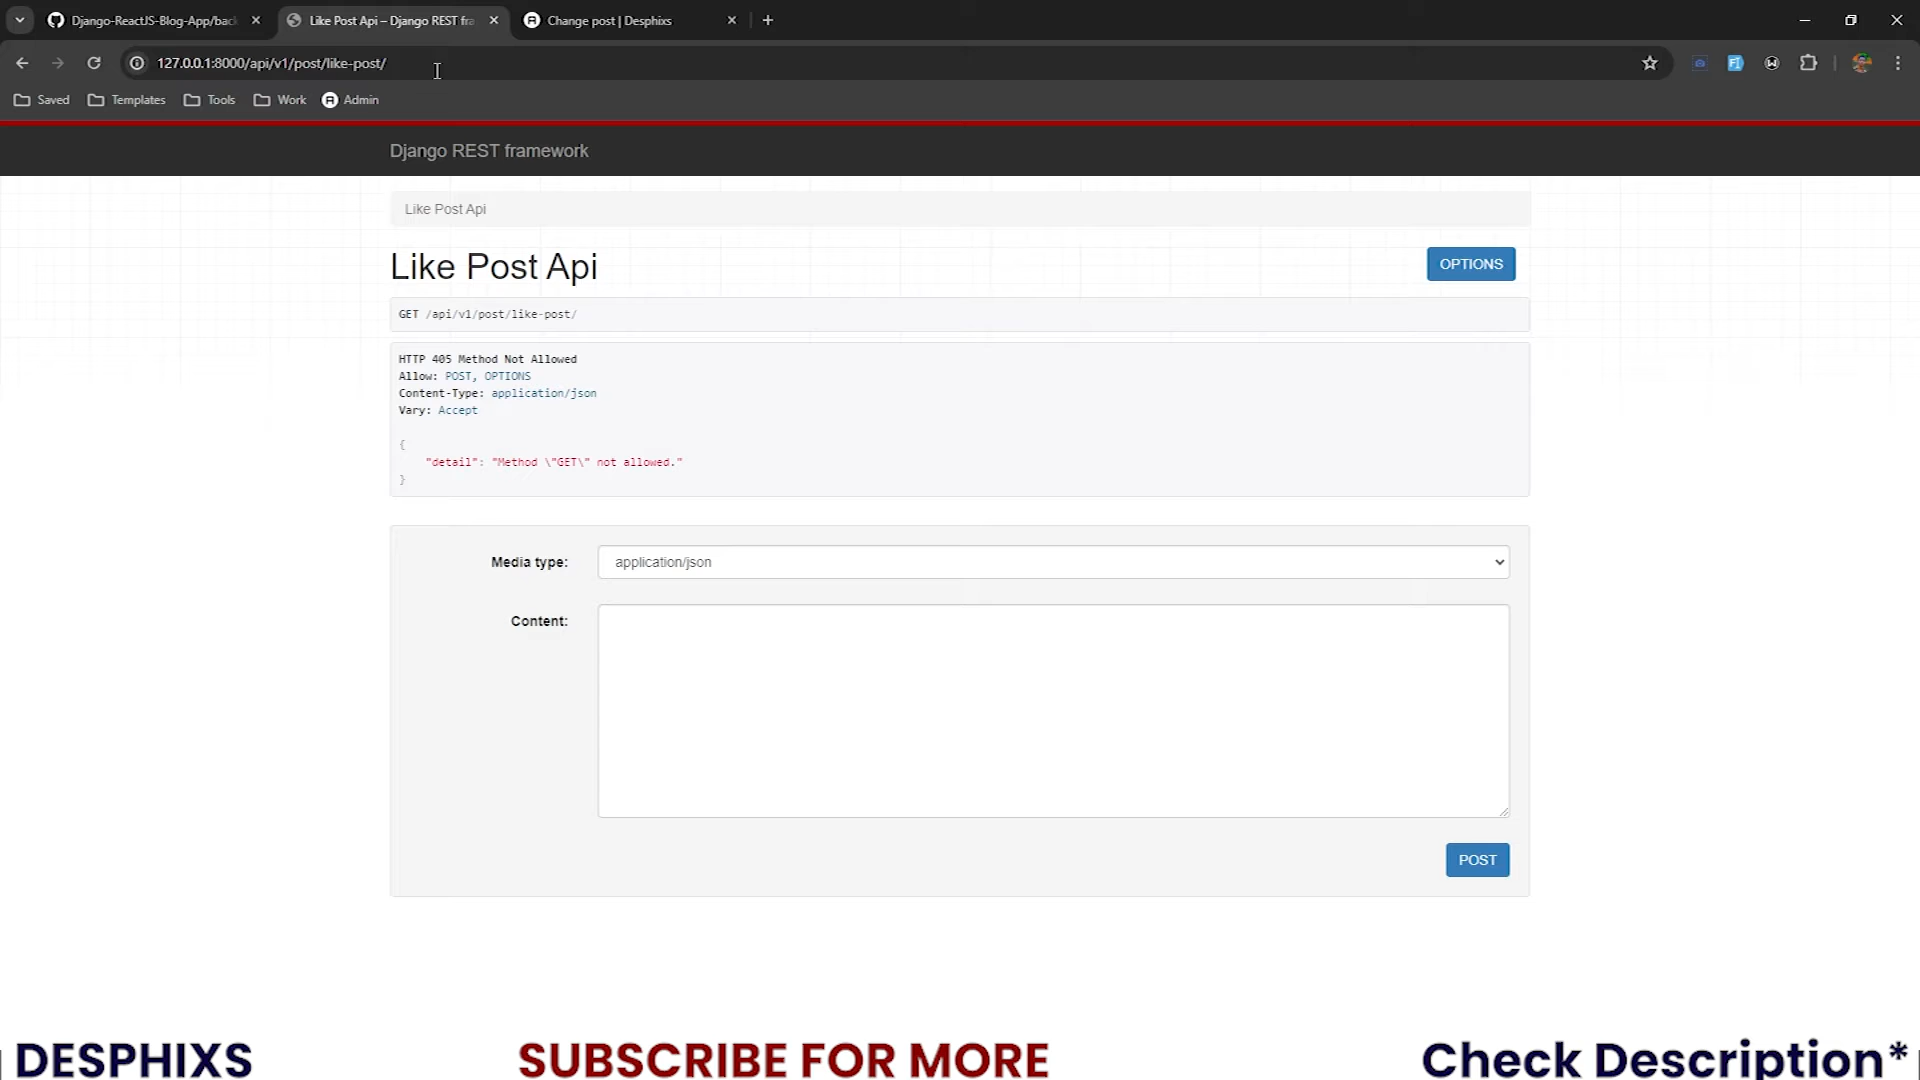 Django-ReactJS-Blog-App/back
Like Post Api – Django REST fra
Change post | Desphixs
127.0.0.1:8000/api/v1/post/like-post/
Saved
Templates
Tools
Work
Admin
Django REST framework
Like Post Api
Like Post Api
OPTIONS
GET /api/v1/post/like-post/
HTTP 405 Method Not Allowed
Allow: POST, OPTIONS
Content-Type: application/json
Vary: Accept
{
"detail": "Method \"GET\" not allowed."
}
Media type:
application/json
Content:
POST
DESPHIXS
SUBSCRIBE FOR MORE
Check Description*